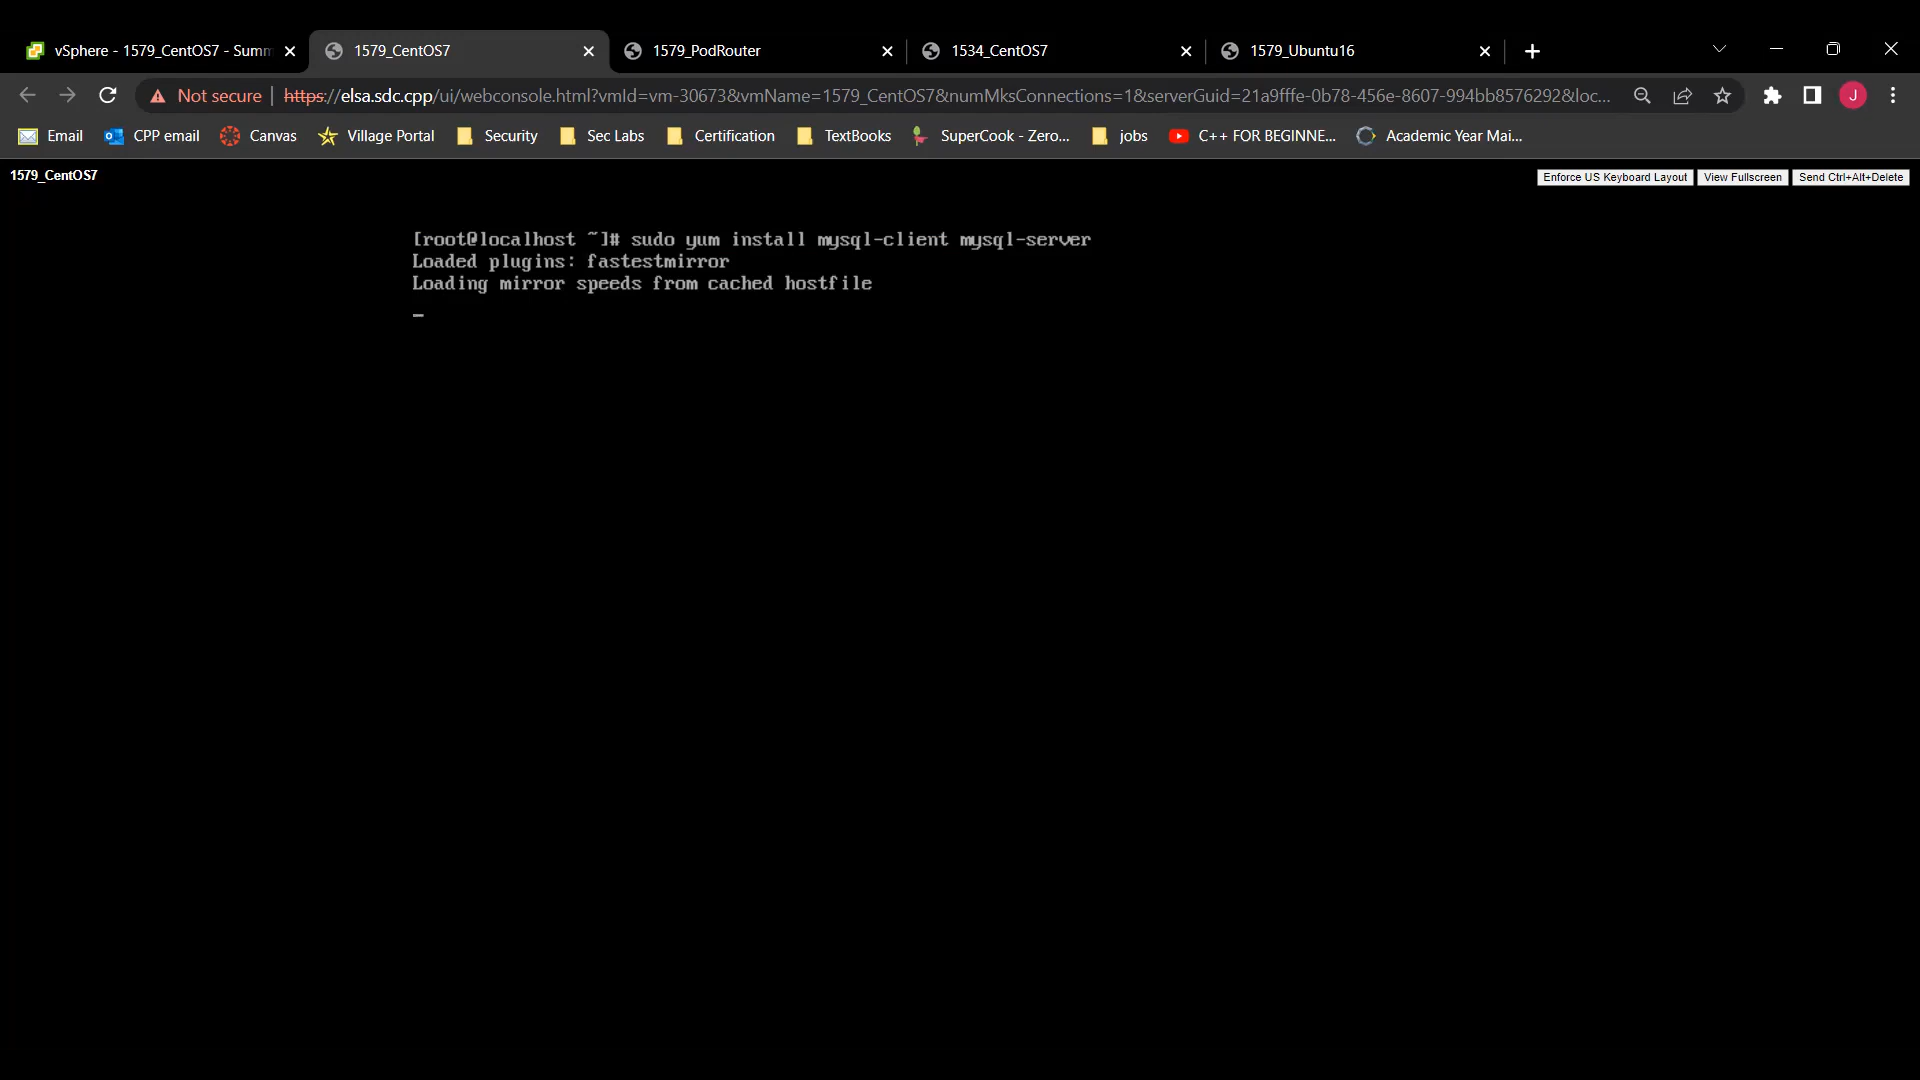 vSphere - 1579_CentOS7 - Summ
1579_CentOS7
1579_PodRouter
1534_CentOS7
1579_Ubuntu16
Not secure | https://elsa.sdc.cpp/ui/webconsole.html?vmId=vm-30673&vmName=1579_CentOS7&numMksConnections=1&serverGuid=21a9fffe-0b78-456e-8607-994bb8576292&loc...
J
Email
CPP email
Canvas
Village Portal
Security
Sec Labs
Certification
TextBooks
SuperCook - Zero...
jobs
C++ FOR BEGINNE...
Academic Year Mai...
1579_CentOS7
Enforce US Keyboard Layout
View Fullscreen
Send Ctrl+Alt+Delete
[root@localhost ~]# sudo yum install mysql-client mysql-server
Loaded plugins: fastestmirror
Loading mirror speeds from cached hostfile